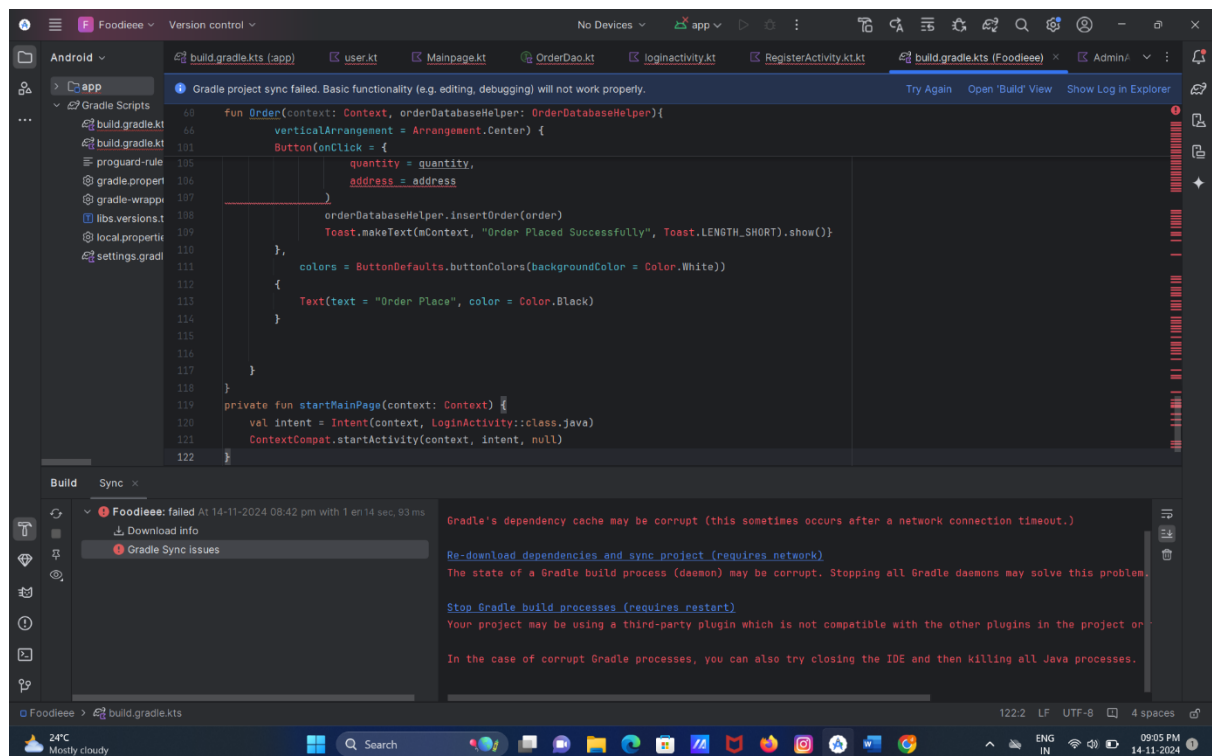 F Foodieee Version control No Devices app
Android
build.gradle.kts (:app) user.kt Mainpage.kt OrderDao.kt loginactivity.kt RegisterActivity.kt.kt build.gradle.kts (Foodieee) AdminA
app
Gradle Scripts
build.gradle.kt
build.gradle.kt
proguard-rule
gradle.propert
gradle-wrapp
libs.versions.t
local.propertie
settings.gradl
Gradle project sync failed. Basic functionality (e.g. editing, debugging) will not work properly. Try Again Open 'Build' View Show Log in Explorer
60 fun Order(context: Context, orderDatabaseHelper: OrderDatabaseHelper){
66 verticalArrangement = Arrangement.Center) {
101 Button(onClick = {
105 quantity = quantity,
106 address = address
107 )
108 orderDatabaseHelper.insertOrder(order)
109 Toast.makeText(mContext, "Order Placed Successfully", Toast.LENGTH_SHORT).show()}
110 },
111 colors = ButtonDefaults.buttonColors(backgroundColor = Color.White))
112 {
113 Text(text = "Order Place", color = Color.Black)
114 }
115
116
117 }
118 }
119 private fun startMainPage(context: Context) {
120 val intent = Intent(context, LoginActivity::class.java)
121 ContextCompat.startActivity(context, intent, null)
122 }
Build Sync
Foodieee: failed At 14-11-2024 08:42 pm with 1 err 14 sec, 93 ms
Download info
Gradle Sync issues
Gradle's dependency cache may be corrupt (this sometimes occurs after a network connection timeout.)
Re-download dependencies and sync project (requires network)
The state of a Gradle build process (daemon) may be corrupt. Stopping all Gradle daemons may solve this problem.
Stop Gradle build processes (requires restart)
Your project may be using a third-party plugin which is not compatible with the other plugins in the project or
In the case of corrupt Gradle processes, you can also try closing the IDE and then killing all Java processes.
Foodieee > build.gradle.kts 122:2 LF UTF-8 4 spaces
24°C
Mostly cloudy
Search
ENG
IN
09:05 PM
14-11-2024